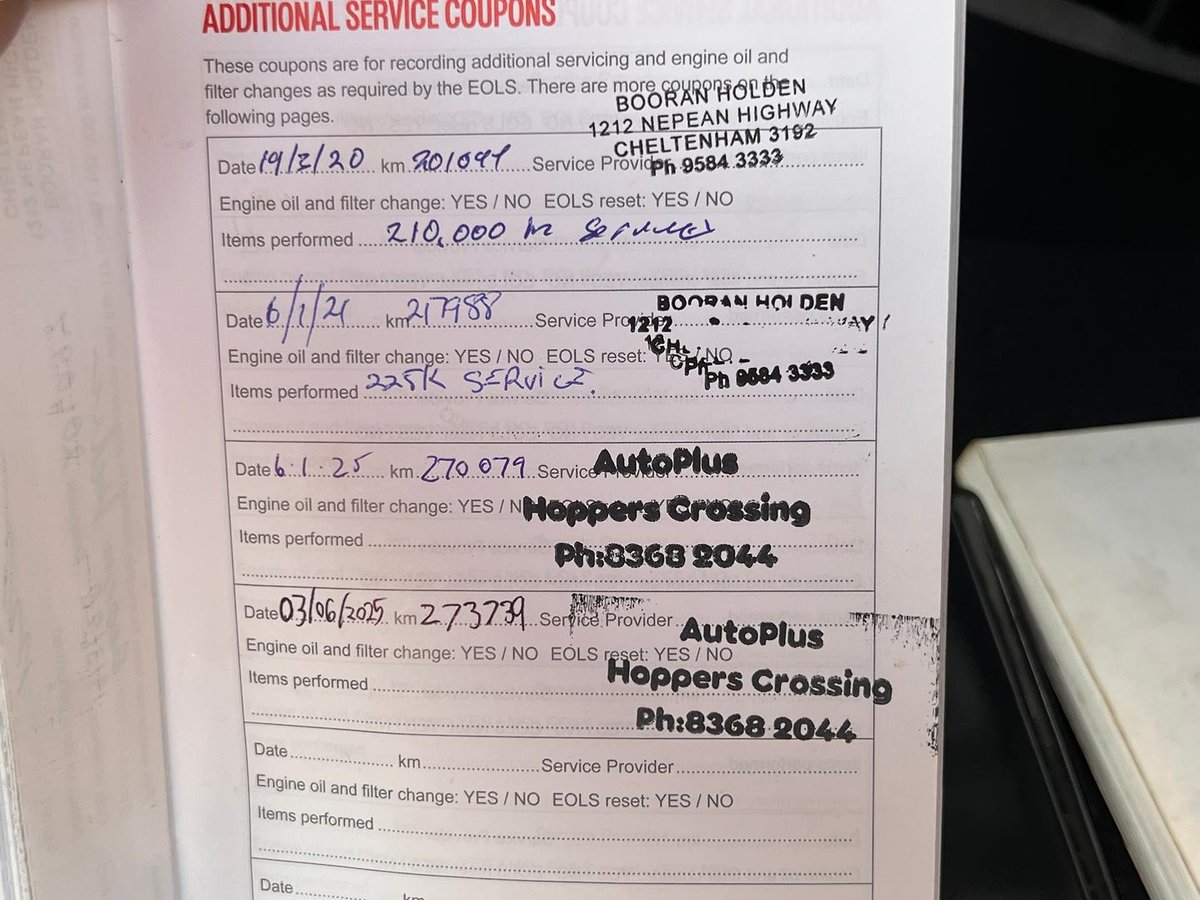 ADDITIONAL SERVICE COUPONS
These coupons are for recording additional servicing and engine oil and
filter changes as required by the EOLS. There are more coupons on the
following pages.
BOORAN HOLDEN
1212 NEPEAN HIGHWAY
CHELTENHAM 3192
Ph 9584 3333
Date 19/3/20 km 201094 Service Provider
Engine oil and filter change: YES / NO EOLS reset: YES / NO
Items performed 210,000 km Service
BOORAN HOLDEN
1212
Ph 9584 3333
Date 6/1/21 km 217988 Service Provider
Engine oil and filter change: YES / NO EOLS reset: YES / NO
Items performed 225K SERVICE.
Date 6.1.25 km 270079 Service
AutoPlus
Hoppers Crossing
Ph:8368 2044
Engine oil and filter change: YES /
Items performed
Date 03/06/2025 km 273739 Service Provider
AutoPlus
Hoppers Crossing
Ph:8368 2044
Engine oil and filter change: YES / NO EOLS reset: YES / NO
Items performed
Date km Service Provider
Engine oil and filter change: YES / NO EOLS reset: YES / NO
Items performed
Date km